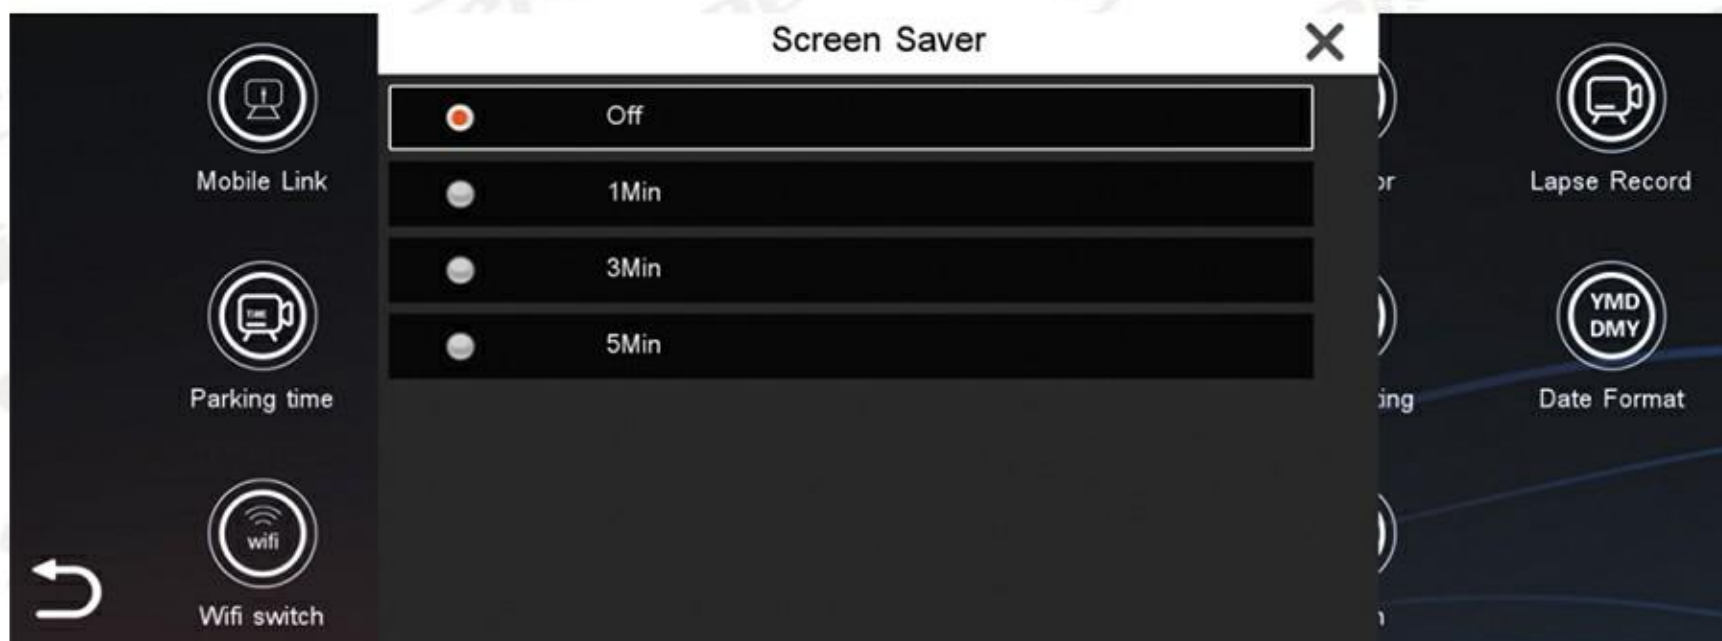 Screen Saver
Off
1Min
3Min
5Min
Mobile Link
Parking time
TIME
wifi
Wifi switch
Lapse Record
YMD
DMY
Date Format